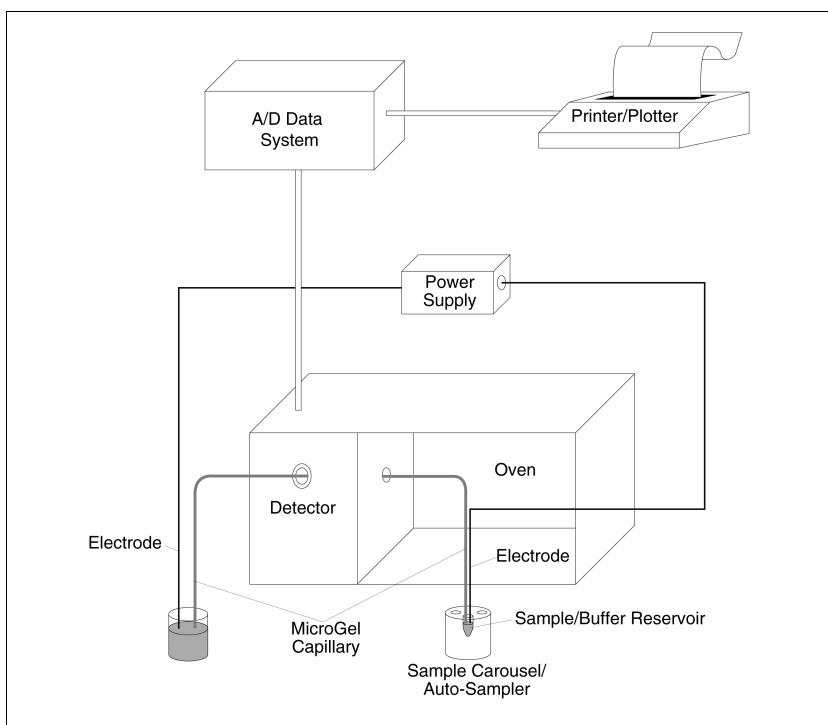 A/D Data
System
Printer/Plotter
Power
Supply
Oven
Detector
Electrode
Electrode
MicroGel
Capillary
Sample/Buffer Reservoir
Sample Carousel/
Auto-Sampler